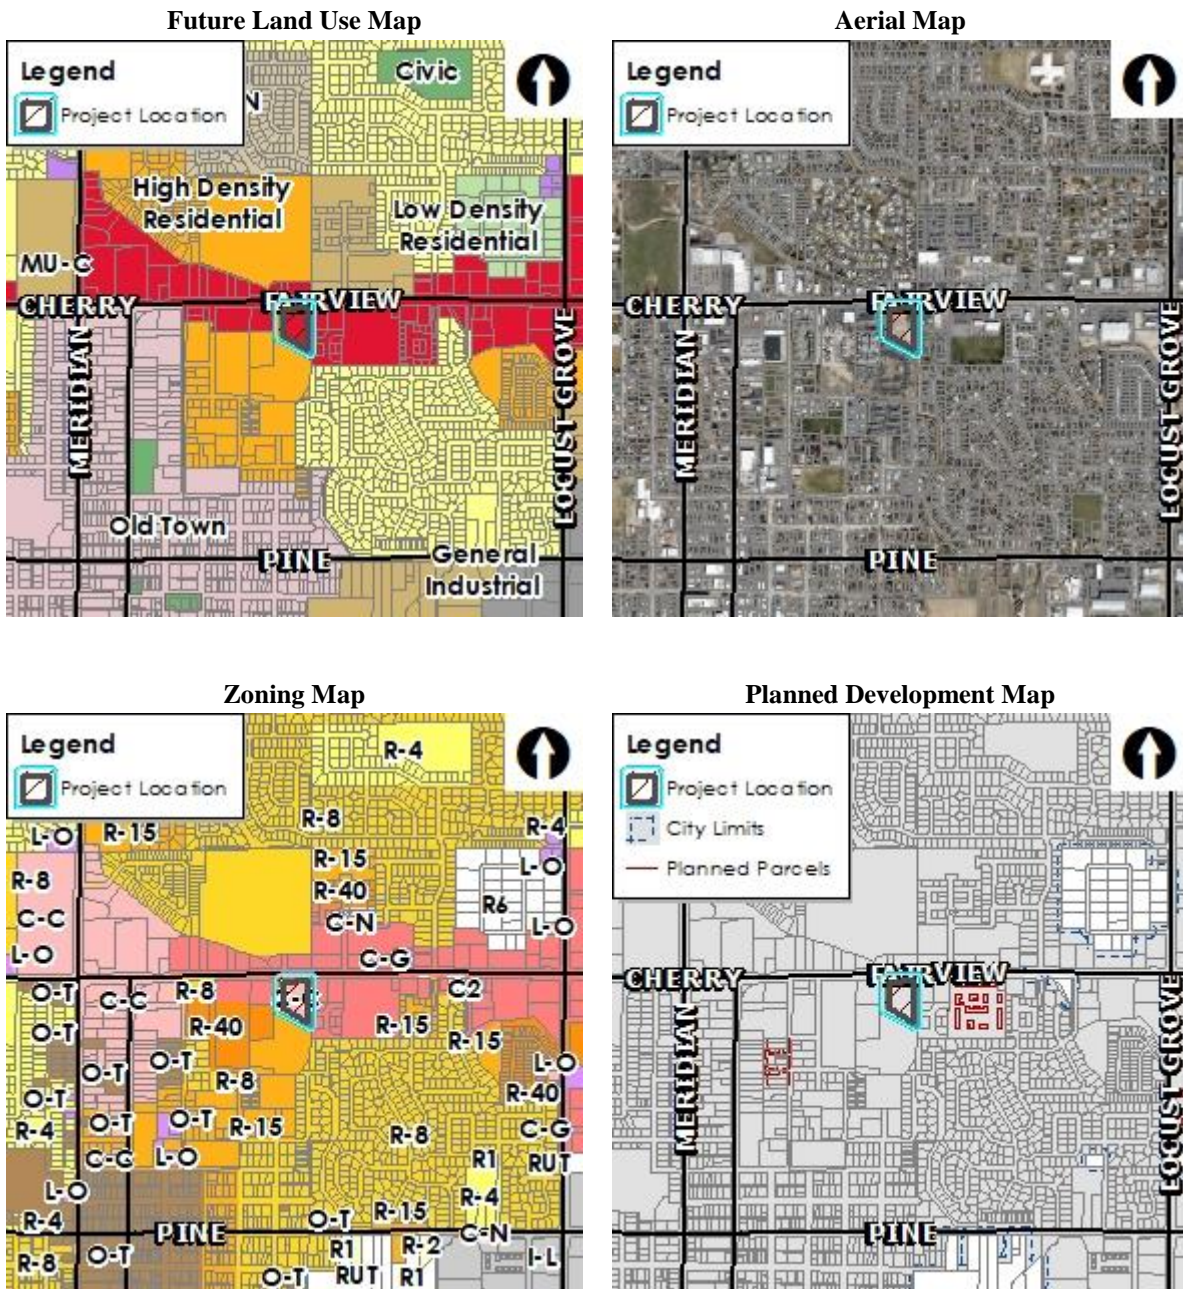 Future Land Use Map
Legend
Project Location
N
Civic
High Density
Residential
Low Density
Residential
MU-C
CHERRY
FAIRVIEW
MERIDIAN
LOCUST GROVE
Old Town
PINE
General
Industrial
Aerial Map
Legend
Project Location
CHERRY
FAIRVIEW
MERIDIAN
LOCUST GROVE
PINE
Zoning Map
Legend
Project Location
R-4
R-8
L-O
R-15
R-4
R-15
L-O
R-8
R-40
R6
C-C
C-N
L-O
L-O
C-G
O-T
C-C
R-8
C2
O-T
R-40
R-15
R-15
O-T
O-T
L-O
O-T
R-8
R-40
R-4
O-T
O-T
R-15
R-8
C-G
C-C
L-O
R1
RUT
L-O
R-4
R-4
O-T
R-15
C-N
PINE
R-8
O-T
R1
R-2
I-L
O-T
RUT
R1
Planned Development Map
Legend
Project Location
City Limits
Planned Parcels
CHERRY
FAIRVIEW
MERIDIAN
LOCUST GROVE
PINE